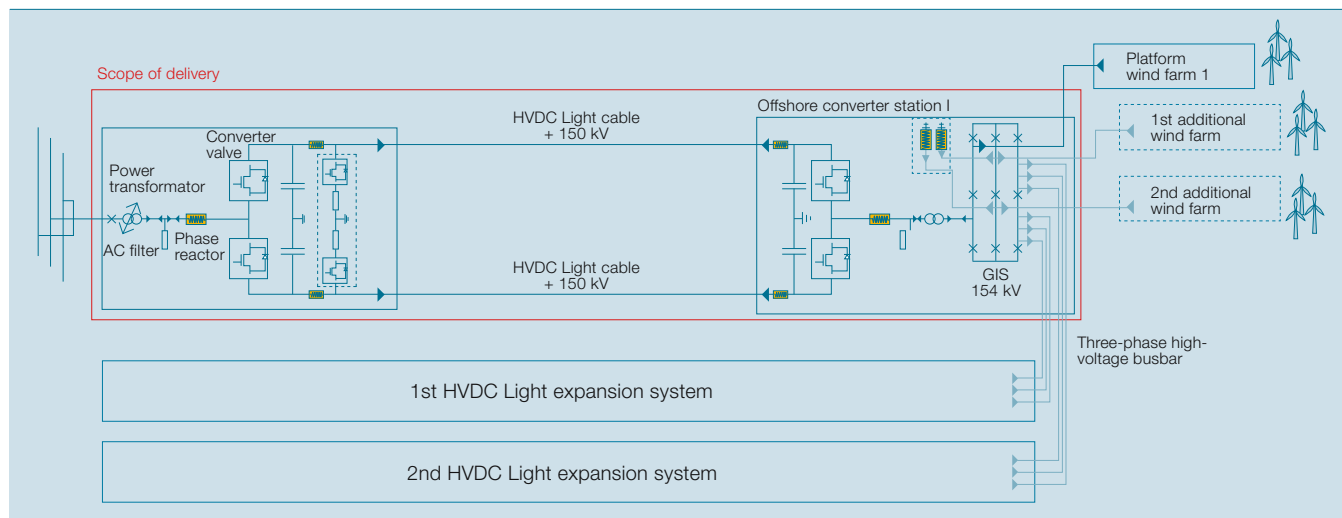 Scope of delivery
Platform
wind farm 1
Offshore converter station I
HVDC Light cable
+ 150 kV
1st additional
wind farm
Converter
valve
Power
transformator
2nd additional
wind farm
AC filter
Phase
reactor
HVDC Light cable
+ 150 kV
GIS
154 kV
Three-phase high-
voltage busbar
1st HVDC Light expansion system
2nd HVDC Light expansion system